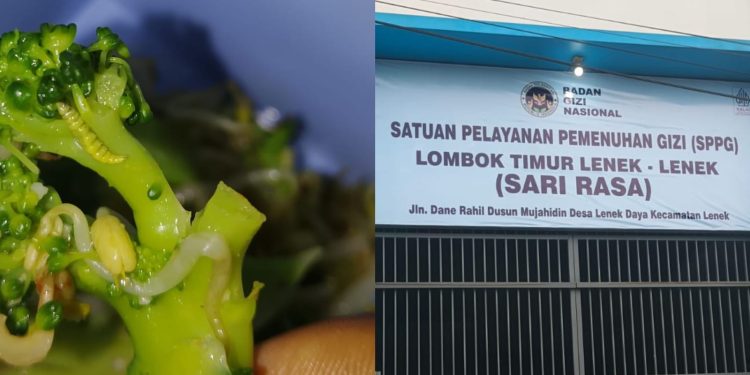 BADAN
GIZI
NASIONAL
SATUAN PELAYANAN PEMENUHAN GIZI (SPPG)
LOMBOK TIMUR LENEK - LENEK
(SARI RASA)
Jln. Dane Rahil Dusun Mujahidin Desa Lenek Daya Kecamatan Lenek